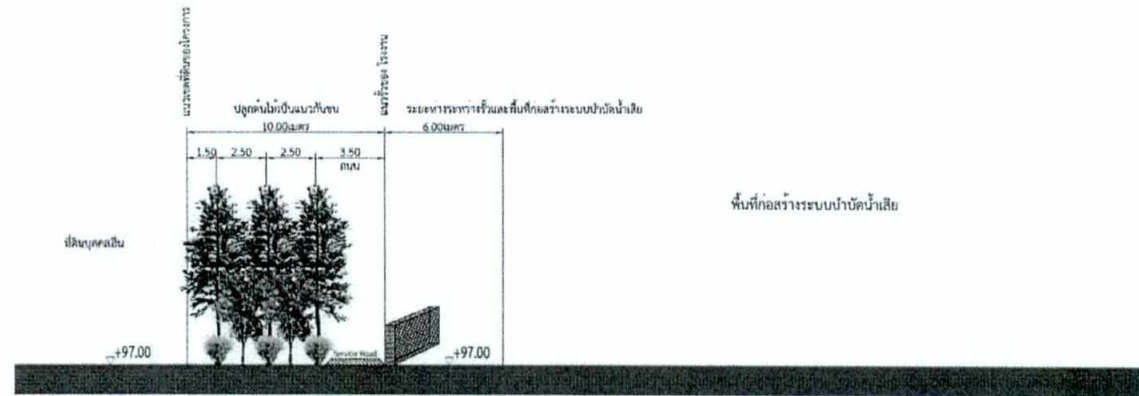 แนวเขตที่ดินของโครงการ
แนวรั้วของ โรงงาน
ปลูกต้นไม้เป็นแนวกันชน
10.00เมตร
ระยะห่างระหว่างรั้วและพื้นที่ก่อสร้างระบบบำบัดน้ำเสีย
6.00เมตร
1.50
2.50
2.50
3.50
ถนน
พื้นที่ก่อสร้างระบบบำบัดน้ำเสีย
ที่ดินบุคคลอื่น
+97.00
Service Road
+97.00